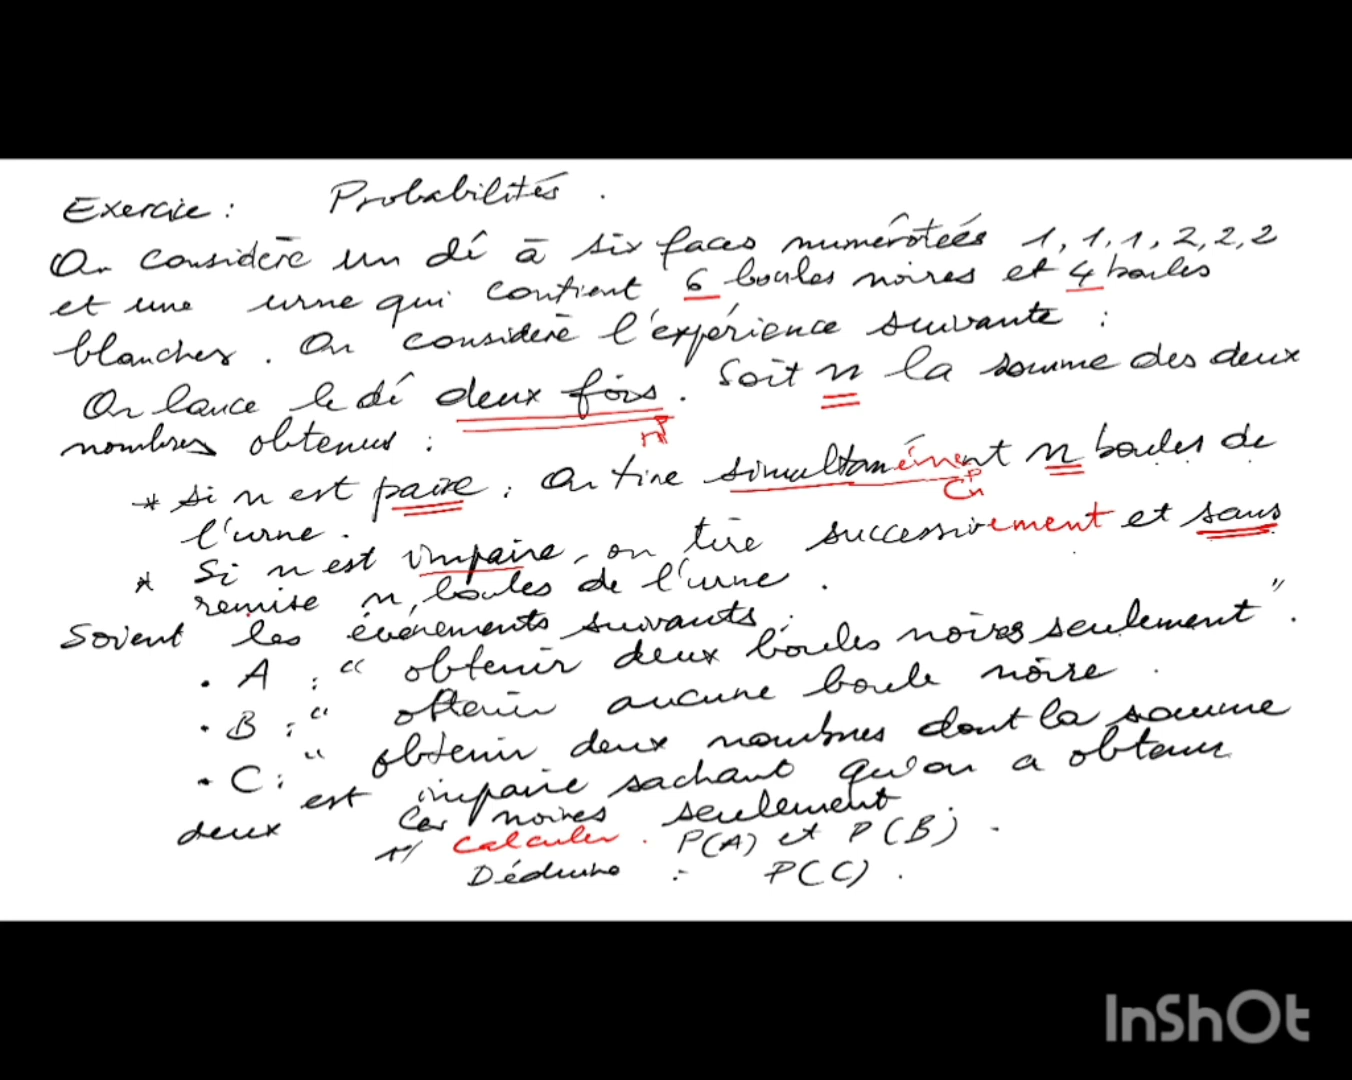 Exercice : Probabilités .
On considère un dé à six faces numérotées 1, 1, 1, 2, 2, 2
et une urne qui contient 6 boules noires et 4 boules
blanches . On considère l'expérience suivante :
On lance le dé deux fois . Soit n la somme des deux
nombres obtenus :
* si n est paire : On tire simultanément n boules de
l'urne .
* Si n est impaire, on tire successivement et sans
remise n boules de l'urne .
Soient les événements suivants :
. A : " obtenir deux boules noires seulement " .
. B : " obtenir aucune boule noire .
. C : " obtenir deux nombres dont la somme
est impaire sachant qu'on a obtenu
deux noires seulement
1/ Calculer . P(A) et P(B) .
Déduire : P(C) .
InShOt